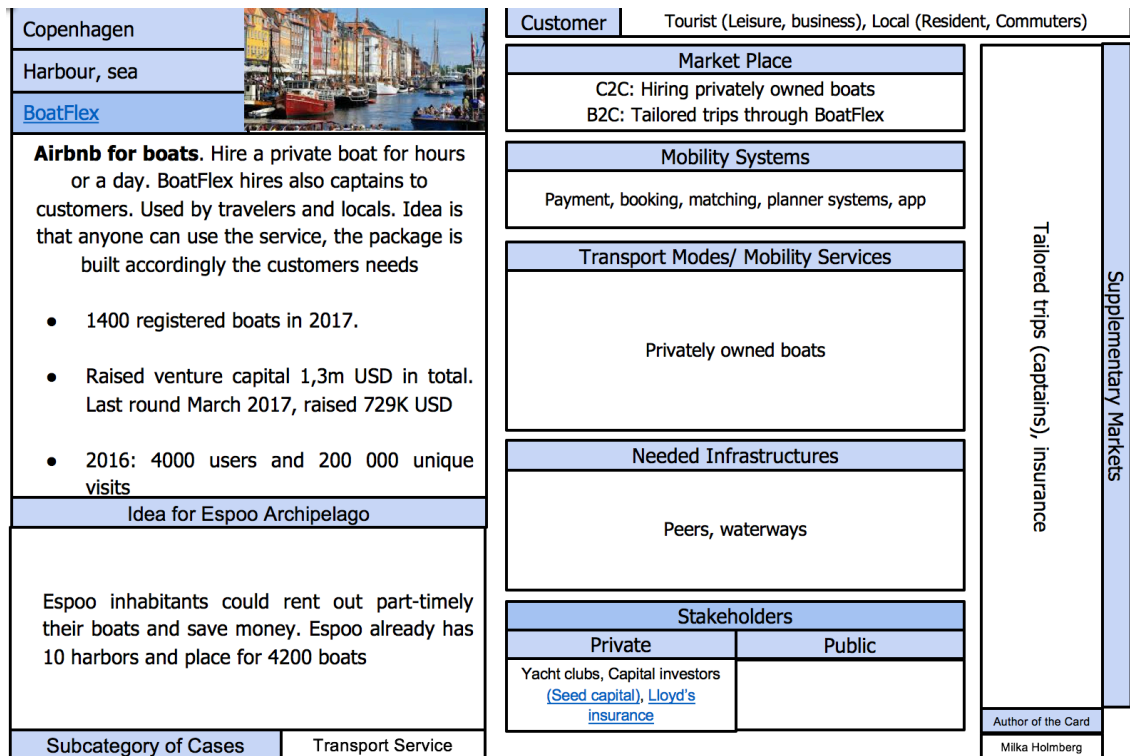 Copenhagen
Harbour, sea
BoatFlex
Airbnb for boats. Hire a private boat for hours
or a day. BoatFlex hires also captains to
customers. Used by travelers and locals. Idea is
that anyone can use the service, the package is
built accordingly the customers needs
● 1400 registered boats in 2017.
● Raised venture capital 1,3m USD in total.
Last round March 2017, raised 729K USD
● 2016: 4000 users and 200 000 unique
visits
Idea for Espoo Archipelago
Espoo inhabitants could rent out part-timely
their boats and save money. Espoo already has
10 harbors and place for 4200 boats
Subcategory of Cases
Transport Service
Customer
Tourist (Leisure, business), Local (Resident, Commuters)
Market Place
C2C: Hiring privately owned boats
B2C: Tailored trips through BoatFlex
Mobility Systems
Payment, booking, matching, planner systems, app
Transport Modes/ Mobility Services
Privately owned boats
Needed Infrastructures
Peers, waterways
Stakeholders
Private
Public
Yacht clubs, Capital investors
(Seed capital), Lloyd's
insurance
Tailored trips (captains), insurance
Supplementary Markets
Author of the Card
Milka Holmberg